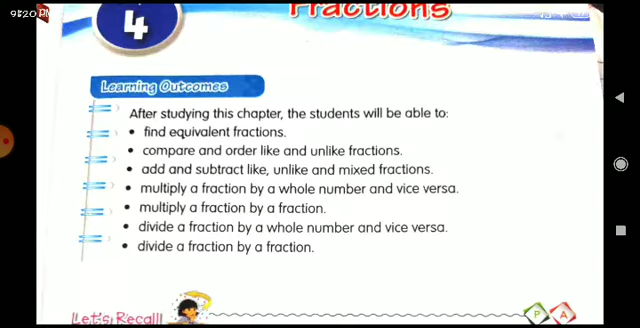 9:20 PM
Fractions
4
Learning Outcomes
After studying this chapter, the students will be able to:
• find equivalent fractions.
• compare and order like and unlike fractions.
• add and subtract like, unlike and mixed fractions.
• multiply a fraction by a whole number and vice versa.
• multiply a fraction by a fraction.
• divide a fraction by a whole number and vice versa.
• divide a fraction by a fraction.
Let's Recall!
P A